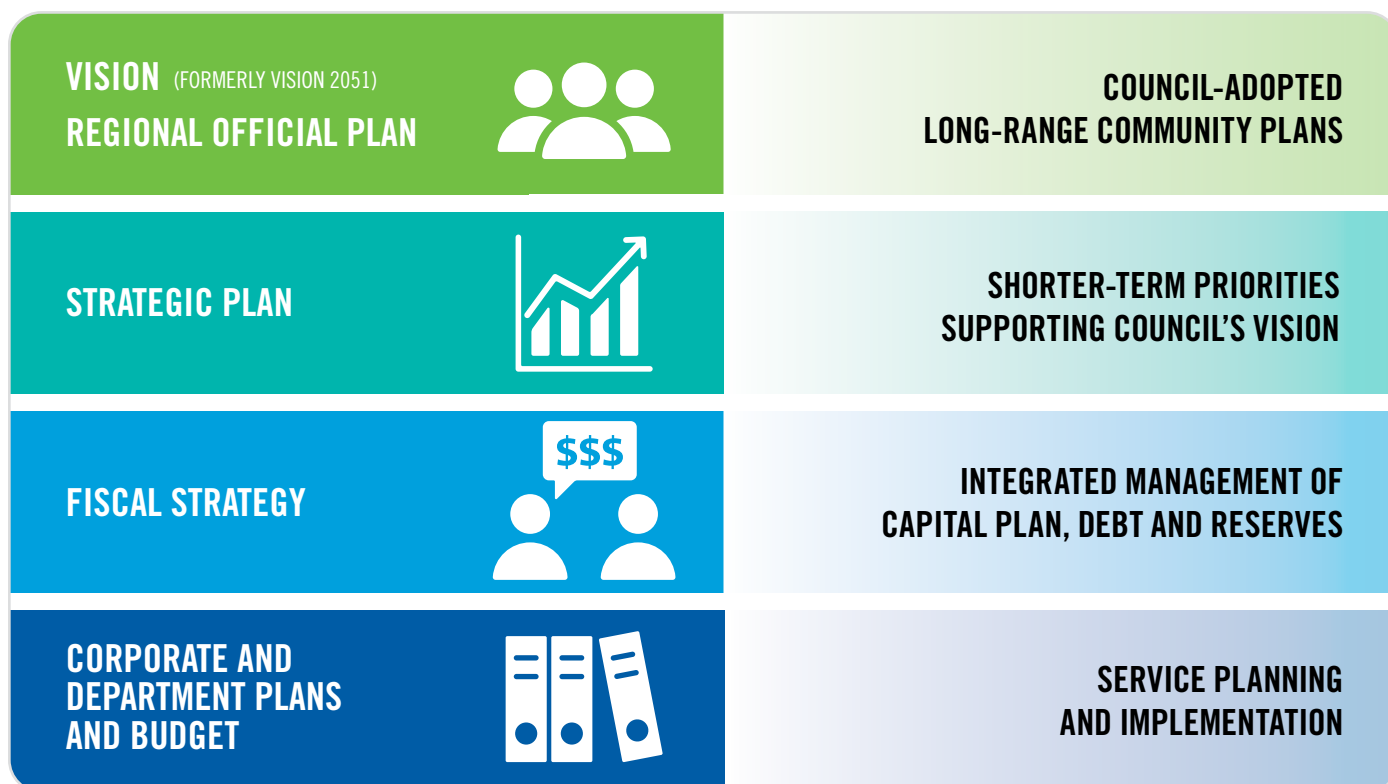 VISION (FORMERLY VISION 2051)
REGIONAL OFFICIAL PLAN
COUNCIL-ADOPTED
LONG-RANGE COMMUNITY PLANS
STRATEGIC PLAN
SHORTER-TERM PRIORITIES
SUPPORTING COUNCIL’S VISION
$$$
FISCAL STRATEGY
INTEGRATED MANAGEMENT OF
CAPITAL PLAN, DEBT AND RESERVES
CORPORATE AND
DEPARTMENT PLANS
AND BUDGET
SERVICE PLANNING
AND IMPLEMENTATION